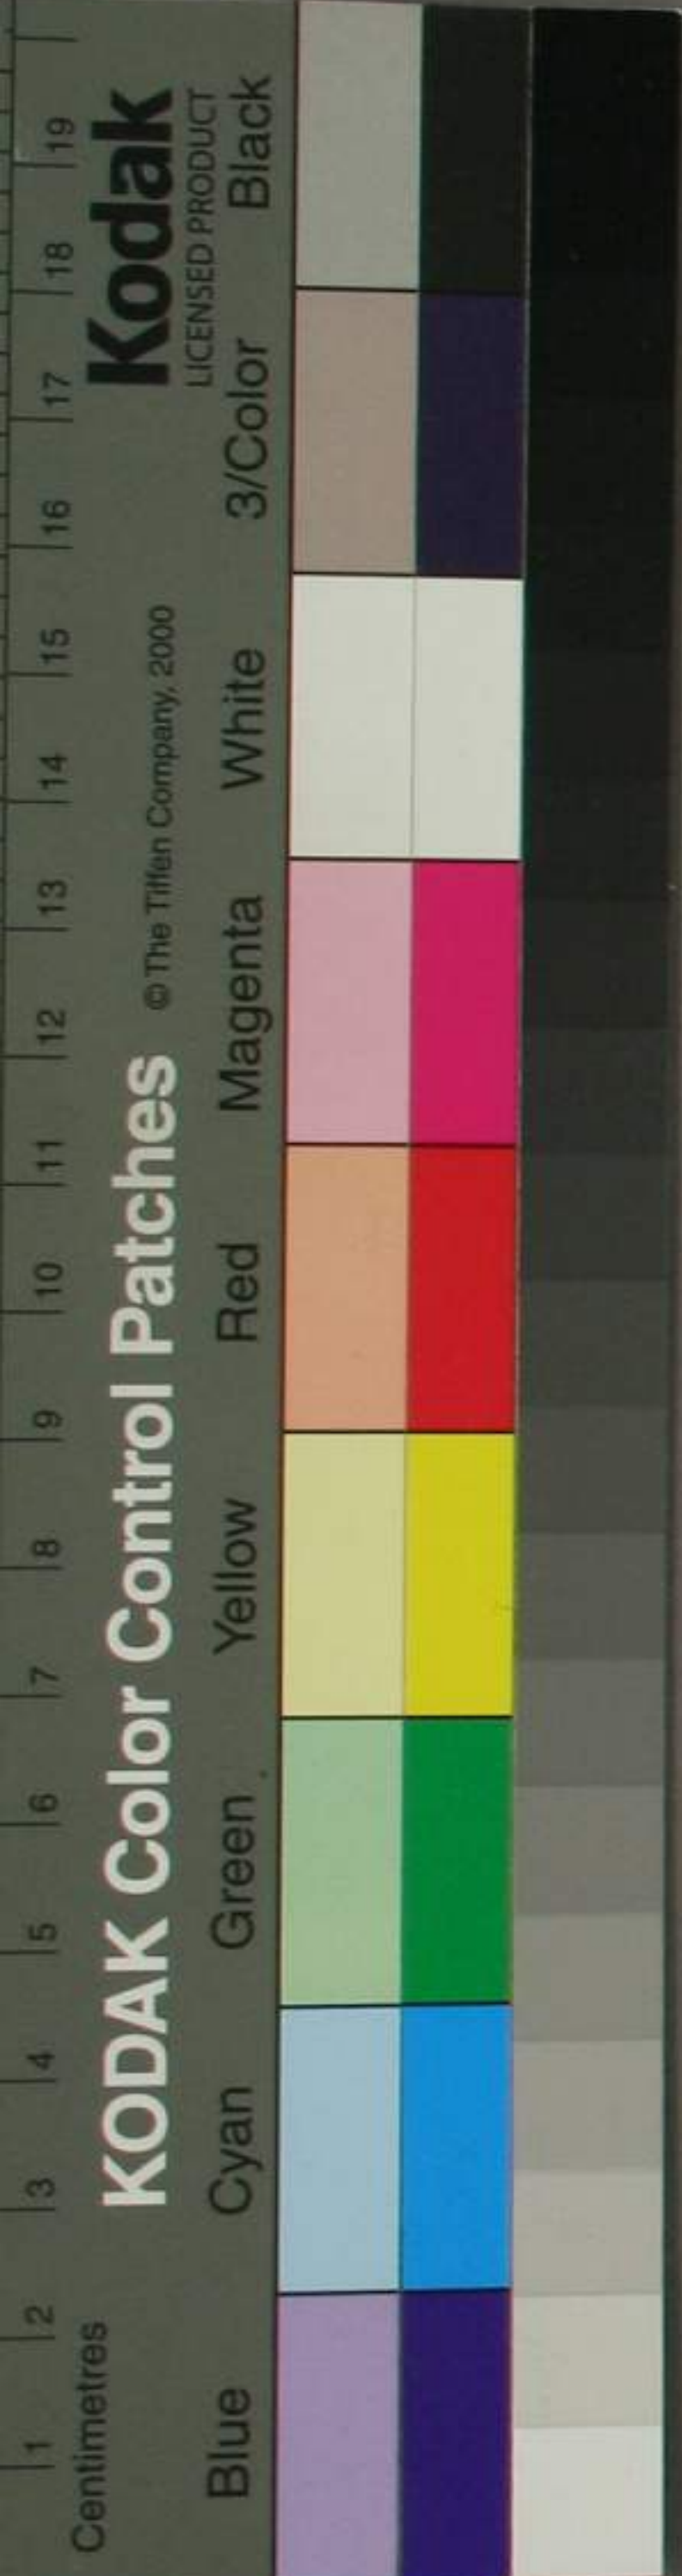 Centimetres
1 2 3 4 5 6 7 8 9 10 11 12 13 14 15 16 17 18 19
KODAK Color Control Patches © The Tiffen Company, 2000 Kodak
LICENSED PRODUCT
Blue Cyan Green Yellow Red Magenta White 3/Color Black